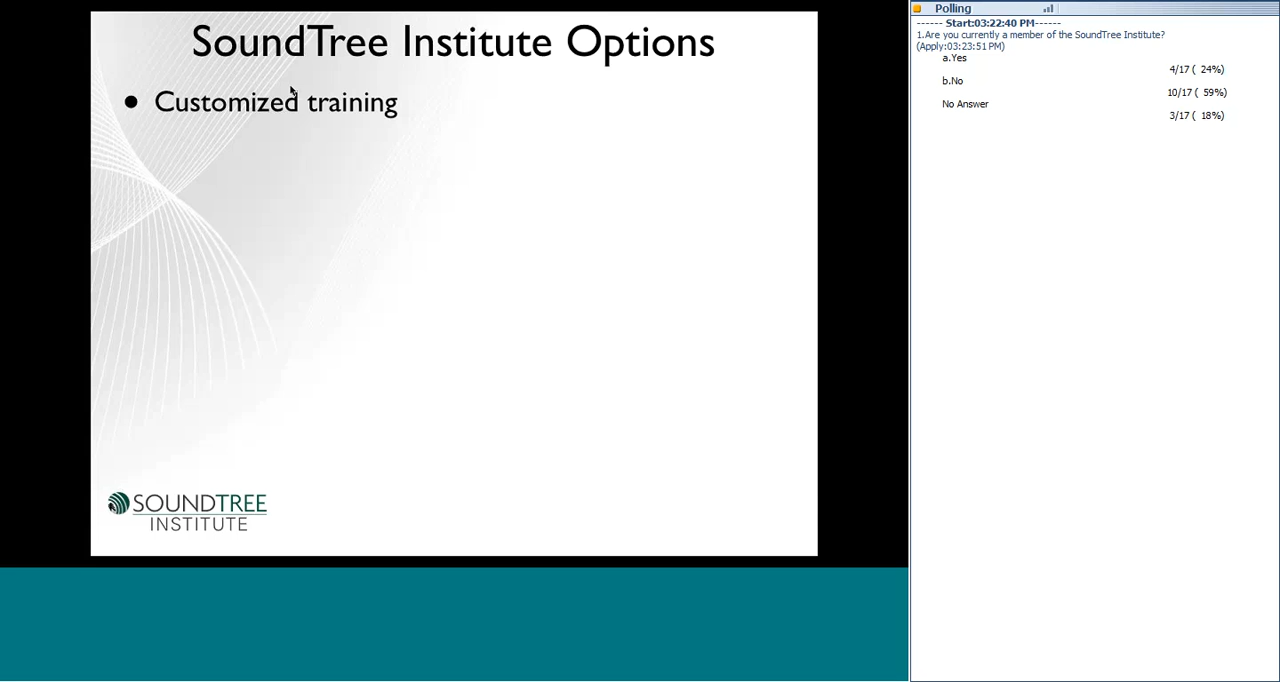 SoundTree Institute Options
• Customized training
SOUNDTREE
INSTITUTE
Polling
------ Start:03:22:40 PM------
1.Are you currently a member of the SoundTree Institute?
(Apply:03:23:51 PM)
a.Yes
4/17 ( 24%)
b.No
10/17 ( 59%)
No Answer
3/17 ( 18%)